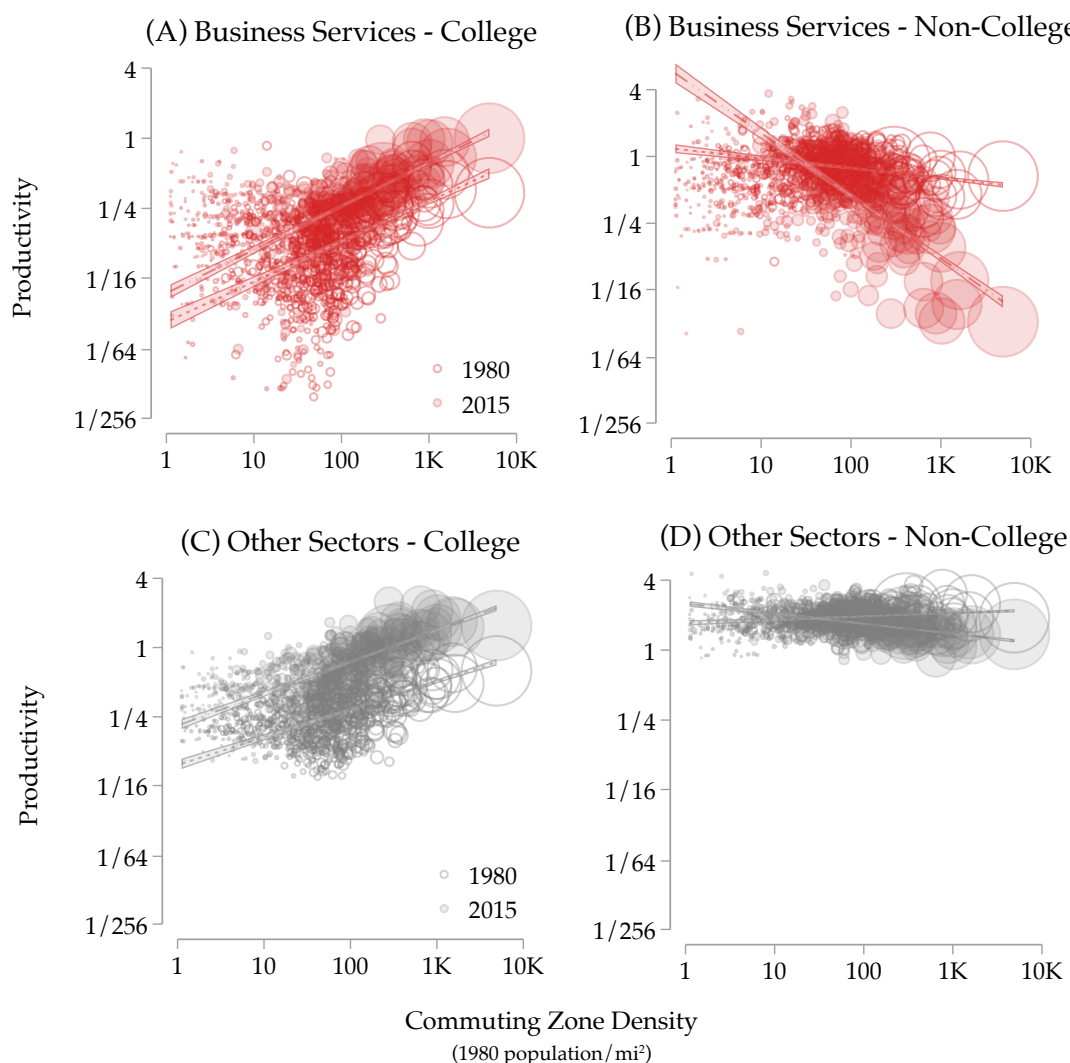 (A) Business Services - College
(B) Business Services - Non-College
Productivity
4
1
1/4
1/16
1/64
1/256
1980
2015
1
10
100
1K
10K
4
1
1/4
1/16
1/64
1/256
1
10
100
1K
10K
(C) Other Sectors - College
(D) Other Sectors - Non-College
Productivity
4
1
1/4
1/16
1/64
1/256
1980
2015
1
10
100
1K
10K
4
1
1/4
1/16
1/64
1/256
1
10
100
1K
10K
Commuting Zone Density
(1980 population/mi²)